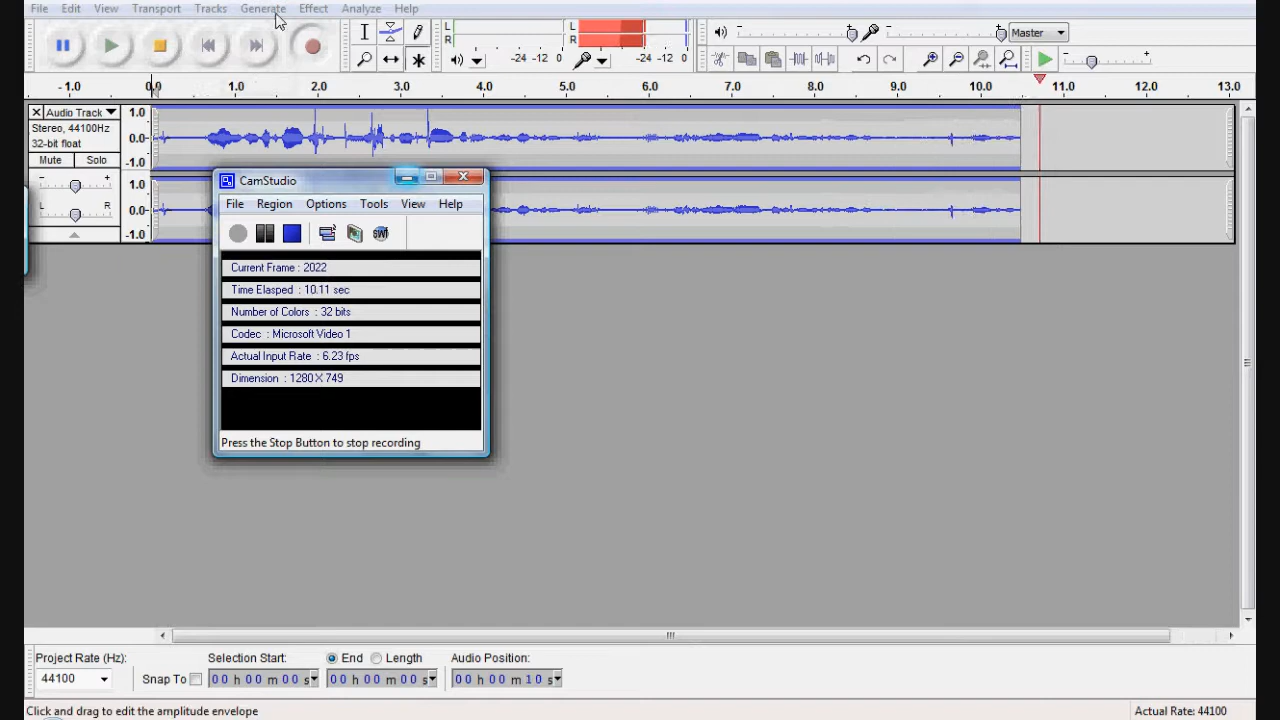 File Edit View Transport Tracks Generate Effect Analyze Help
L
R
-24 -12 0
L
R
-24 -12 0
Master
-1.0 0.0 1.0 2.0 3.0 4.0 5.0 6.0 7.0 8.0 9.0 10.0 11.0 12.0 13.0
Audio Track
Stereo, 44100Hz
32-bit float
Mute Solo
- +
L R
1.0
0.0
-1.0
1.0
0.0
-1.0
CamStudio
File Region Options Tools View Help
SWF
Current Frame : 2022
Time Elasped : 10.11 sec
Number of Colors : 32 bits
Codec : Microsoft Video 1
Actual Input Rate : 6.23 fps
Dimension : 1280 X 749
Press the Stop Button to stop recording
Project Rate (Hz):
44100
Snap To
Selection Start:
00 h 00 m 00 s
End Length
00 h 00 m 00 s
Audio Position:
00 h 00 m 10 s
Click and drag to edit the amplitude envelope
Actual Rate: 44100